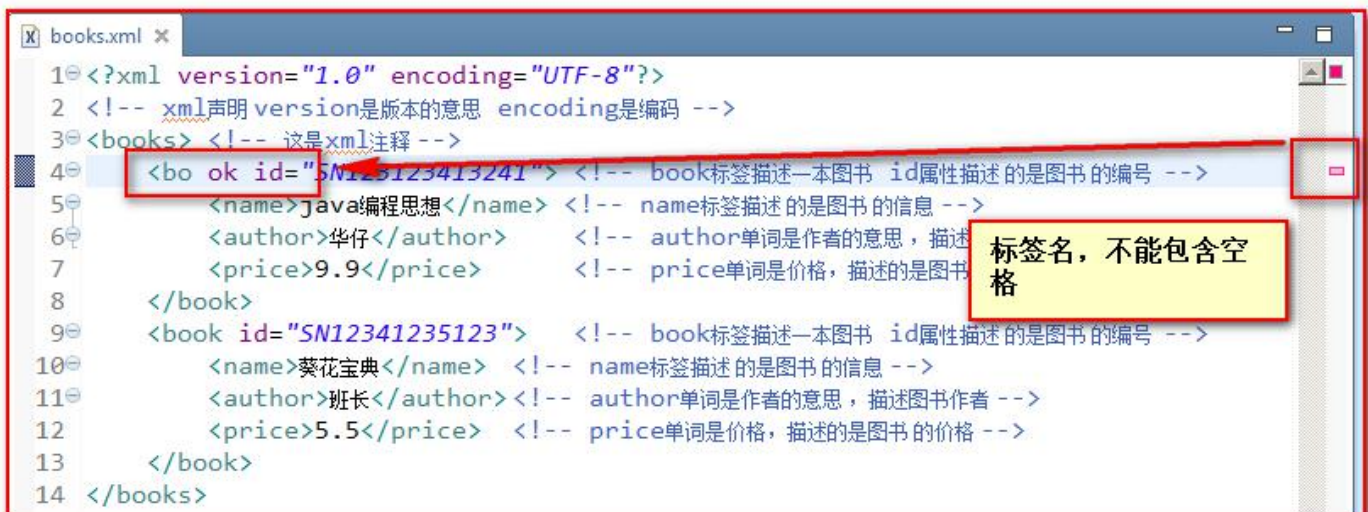 books.xml
1 <?xml version="1.0" encoding="UTF-8"?>
2 <!-- xml声明 version是版本的意思 encoding是编码 -->
3 <books> <!-- 这是xml注释 -->
4 <bo ok id="SN123123413241"> <!-- book标签描述一本图书 id属性描述 的是图书 的编号 -->
5 <name>java编程思想</name> <!-- name标签描述 的是图书 的信息 -->
6 <author>华仔</author> <!-- author单词是作者的意思，描述
7 <price>9.9</price> <!-- price单词是价格，描述的是图书
标签名，不能包含空
格
8 </book>
9 <book id="SN12341235123"> <!-- book标签描述一本图书 id属性描述 的是图书 的编号 -->
10 <name>葵花宝典</name> <!-- name标签描述 的是图书 的信息 -->
11 <author>班长</author><!-- author单词是作者的意思，描述图书作者 -->
12 <price>5.5</price> <!-- price单词是价格，描述的是图书 的价格 -->
13 </book>
14 </books>